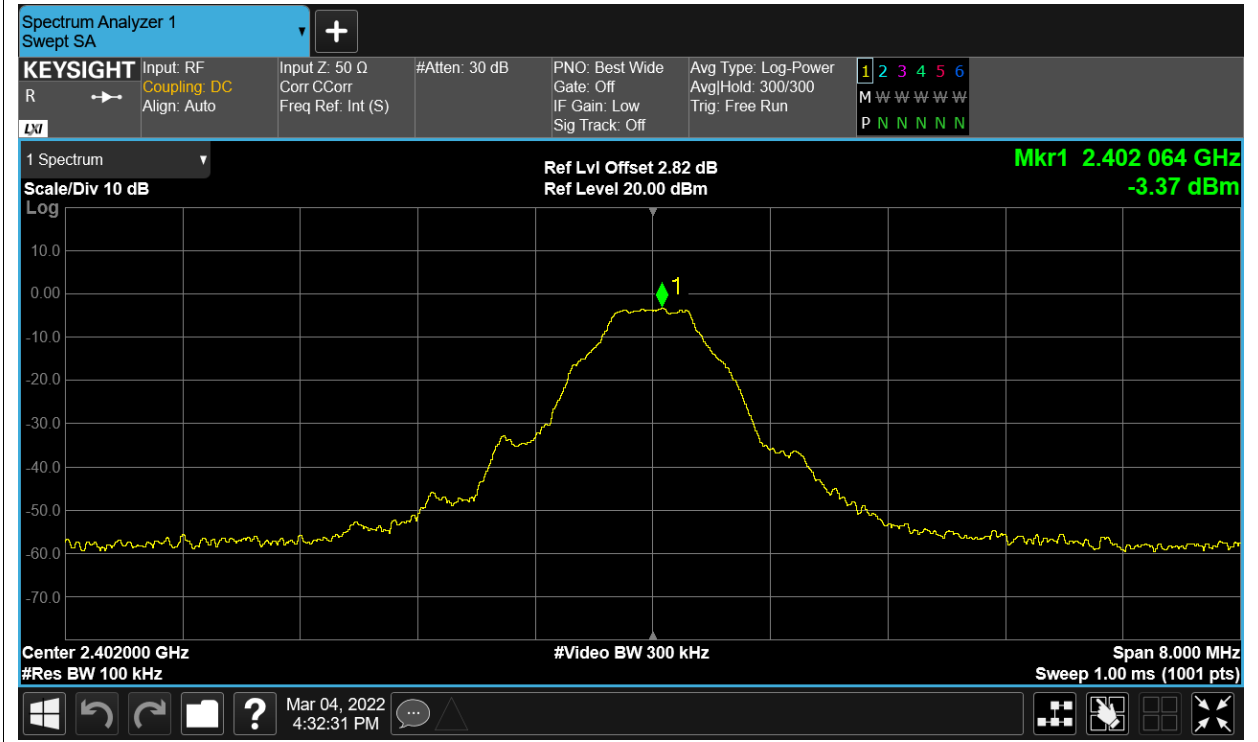 Spectrum Analyzer 1
Swept SA
KEYSIGHT
R
LXI
Input: RF
Coupling: DC
Align: Auto
Input Z: 50 Ω
Corr CCorr
Freq Ref: Int (S)
#Atten: 30 dB
PNO: Best Wide
Gate: Off
IF Gain: Low
Sig Track: Off
Avg Type: Log-Power
Avg|Hold: 300/300
Trig: Free Run
1 2 3 4 5 6
M W W W W W
P N N N N N
1 Spectrum
Scale/Div 10 dB
Log
Ref Lvl Offset 2.82 dB
Ref Level 20.00 dBm
Mkr1 2.402 064 GHz
-3.37 dBm
1
10.0
0.00
-10.0
-20.0
-30.0
-40.0
-50.0
-60.0
-70.0
Center 2.402000 GHz
#Res BW 100 kHz
#Video BW 300 kHz
Span 8.000 MHz
Sweep 1.00 ms (1001 pts)
?
Mar 04, 2022
4:32:31 PM